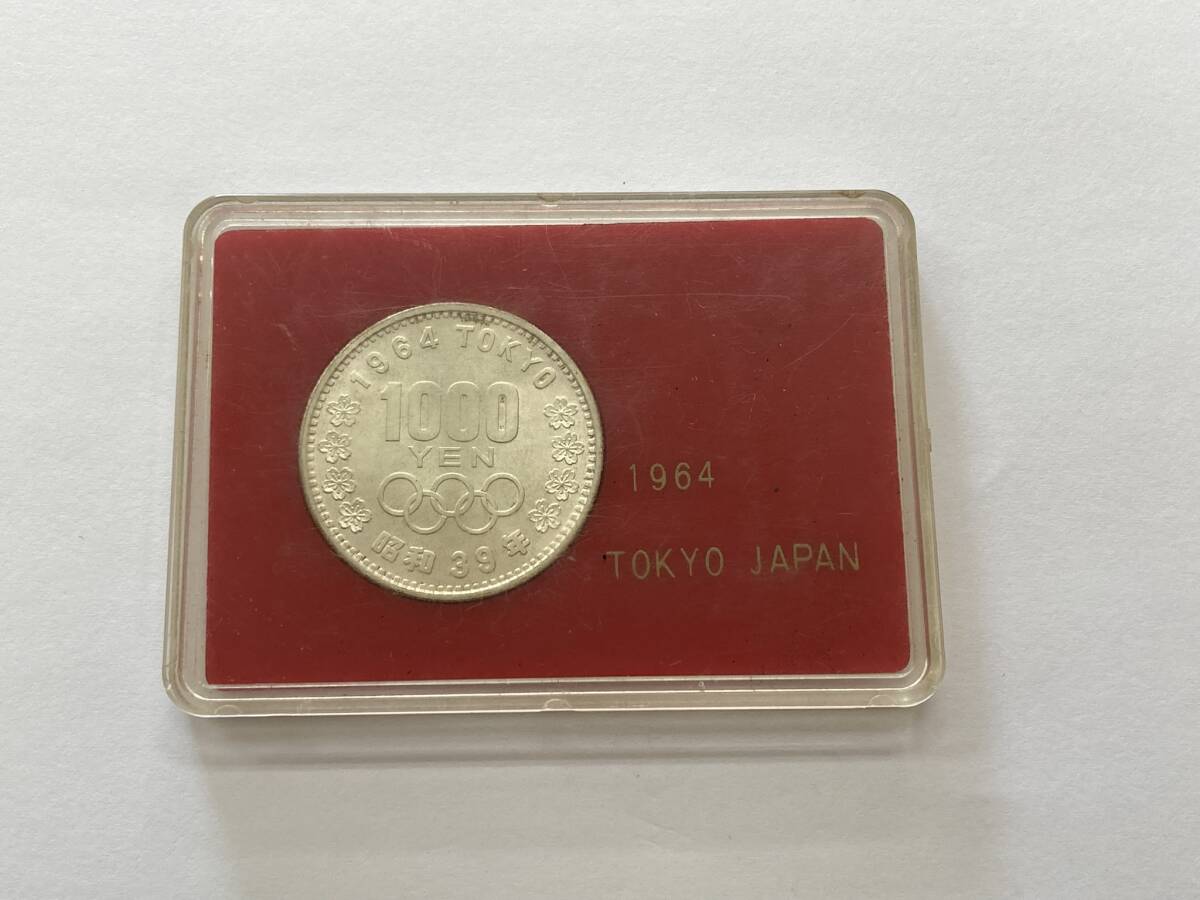 1964 TOKYO
1000
YEN
昭和39年
1964
TOKYO JAPAN